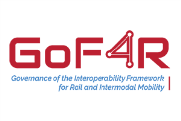 GoF4R
Governance of the Interoperability Framework
for Rail and Intermodal Mobility